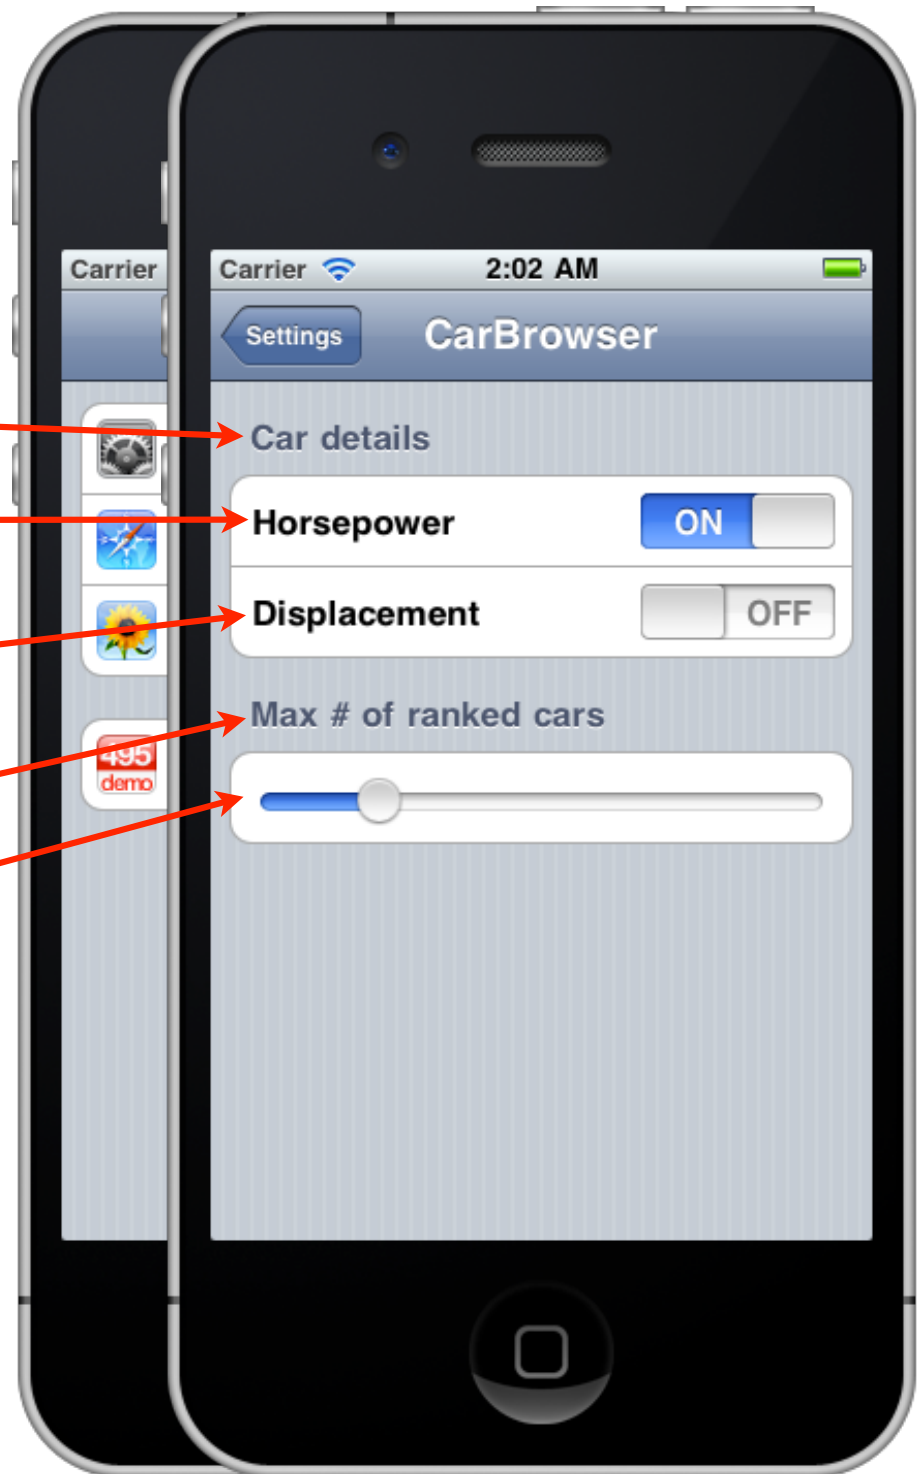 Carrier
Carrier 2:02 AM
Settings CarBrowser
Car details
Horsepower ON
Displacement OFF
Max # of ranked cars
495
demo